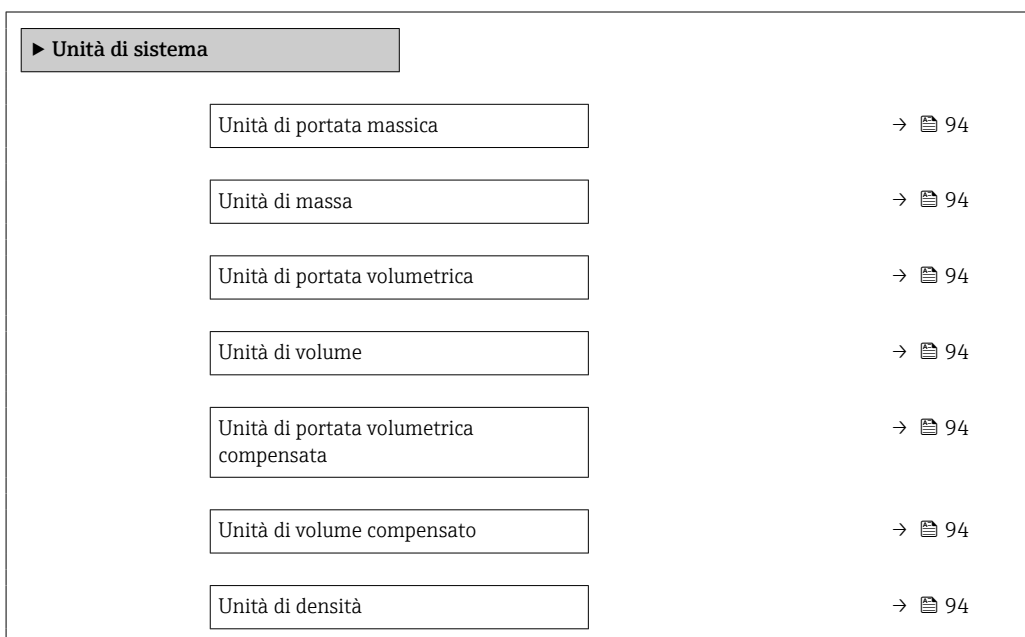 ▶ Unità di sistema
Unità di portata massica → 94
Unità di massa → 94
Unità di portata volumetrica → 94
Unità di volume → 94
Unità di portata volumetrica → 94
compensata
Unità di volume compensato → 94
Unità di densità → 94